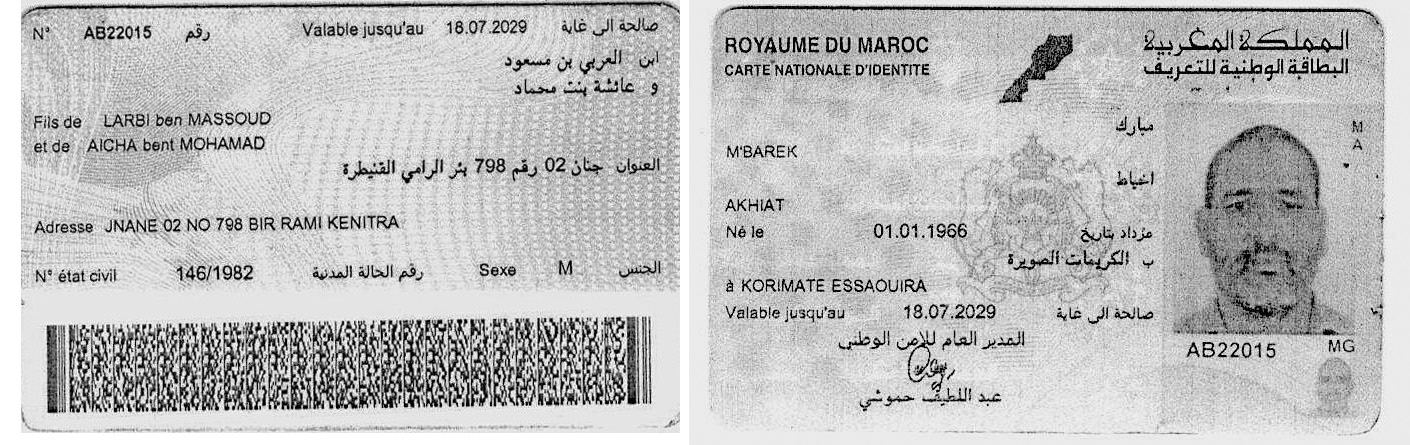 N° AB22015 رقم Valable jusqu'au 18.07.2029 صالحة الى غاية
ابن العربي بن مسعود
و عائشة بنت محماد
Fils de LARBI ben MASSOUD
et de AICHA bent MOHAMAD
العنوان جنان 02 رقم 798 بئر الرامي القنيطرة
Adresse JNANE 02 NO 798 BIR RAMI KENITRA
N° état civil 146/1982 رقم الحالة المدنية Sexe M الجنس
ROYAUME DU MAROC المملكة المغربية
CARTE NATIONALE D'IDENTITE البطاقة الوطنية للتعريف
مبارك
M'BAREK
اخياط
AKHIAT
Né le 01.01.1966 مزداد بتاريخ
ب الكريمات الصويرة
à KORIMATE ESSAOUIRA
Valable jusqu'au 18.07.2029 صالحة الى غاية
المدير العام للأمن الوطني
عبد اللطيف حموشي
M
A
AB22015 MG